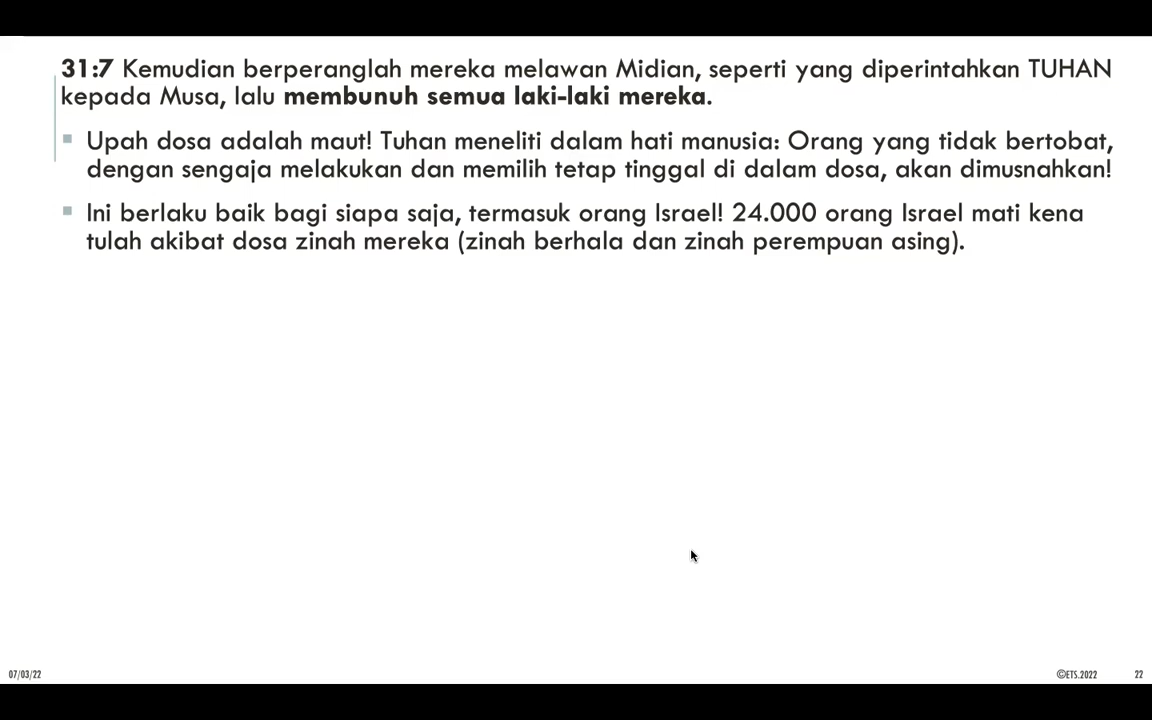 31:7 Kemudian berperanglah mereka melawan Midian, seperti yang diperintahkan TUHAN
kepada Musa, lalu membunuh semua laki-laki mereka.
▪ Upah dosa adalah maut! Tuhan meneliti dalam hati manusia: Orang yang tidak bertobat,
dengan sengaja melakukan dan memilih tetap tinggal di dalam dosa, akan dimusnahkan!
▪ Ini berlaku baik bagi siapa saja, termasuk orang Israel! 24.000 orang Israel mati kena
tulah akibat dosa zinah mereka (zinah berhala dan zinah perempuan asing).
07/03/22
©ETS.2022
22